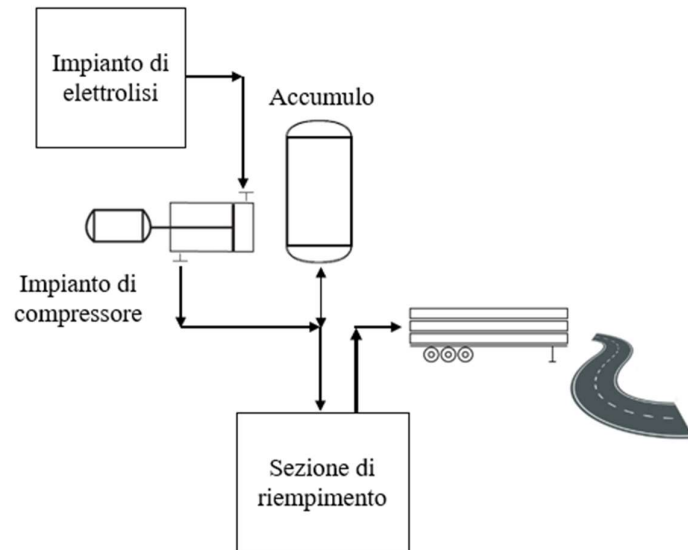 Impianto di
elettrolisi
Accumulo
Impianto di
compressore
Sezione di
riempimento